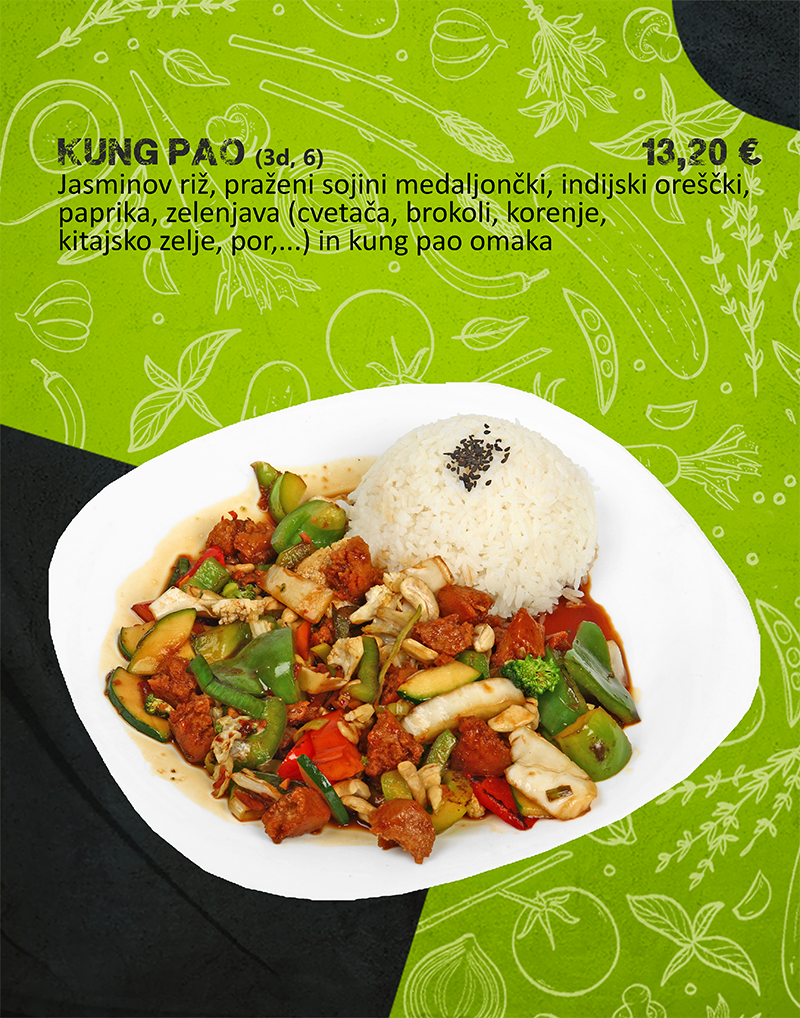 KUNG PAO (3d, 6) 13,20 €
Jasminov riž, praženi sojini medaljončki, indijski oreščki,
paprika, zelenjava (cvetača, brokoli, korenje,
kitajsko zelje, por,...) in kung pao omaka